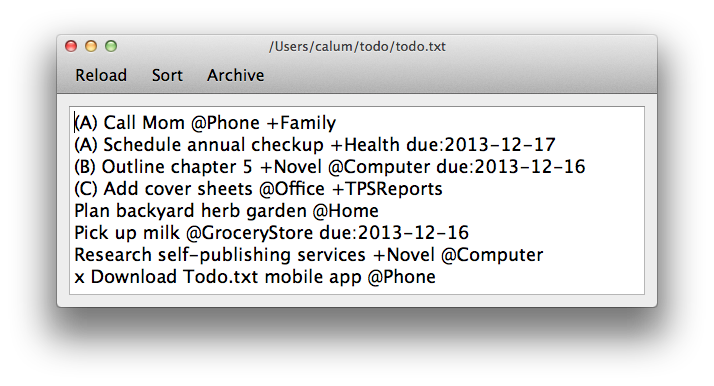 /Users/calum/todo/todo.txt
Reload Sort Archive
(A) Call Mom @Phone +Family
(A) Schedule annual checkup +Health due:2013-12-17
(B) Outline chapter 5 +Novel @Computer due:2013-12-16
(C) Add cover sheets @Office +TPSReports
Plan backyard herb garden @Home
Pick up milk @GroceryStore due:2013-12-16
Research self-publishing services +Novel @Computer
x Download Todo.txt mobile app @Phone